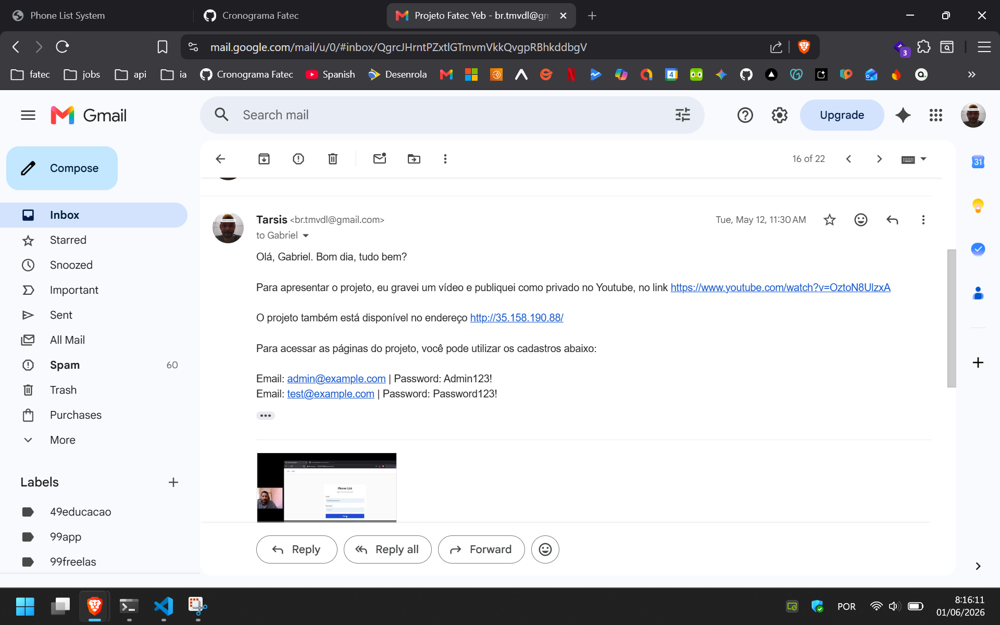 Phone List System
Cronograma Fatec
Projeto Fatec Yeb - br.tmvdl@gm
mail.google.com/mail/u/0/#inbox/QgrcJHrntPZxtlGTmvmVkkQvgpRBhkddbgV
3
fatec
jobs
api
ia
Cronograma Fatec
Spanish
Desenrola
4
Gmail
Search mail
Upgrade
Compose
16 of 22
31
Inbox
Starred
Snoozed
Important
Sent
All Mail
Spam 60
Trash
Purchases
More
Labels
49educacao
99app
99freelas
Tarsis <br.tmvdl@gmail.com>
Tue, May 12, 11:30 AM
to Gabriel
Olá, Gabriel. Bom dia, tudo bem?
Para apresentar o projeto, eu gravei um vídeo e publiquei como privado no Youtube, no link https://www.youtube.com/watch?v=OztoN8UlzxA
O projeto também está disponível no endereço http://35.158.190.88/
Para acessar as páginas do projeto, você pode utilizar os cadastros abaixo:
Email: admin@example.com | Password: Admin123!
Email: test@example.com | Password: Password123!
Phone List
Reply
Reply all
Forward
POR
8:16:11
01/06/2026